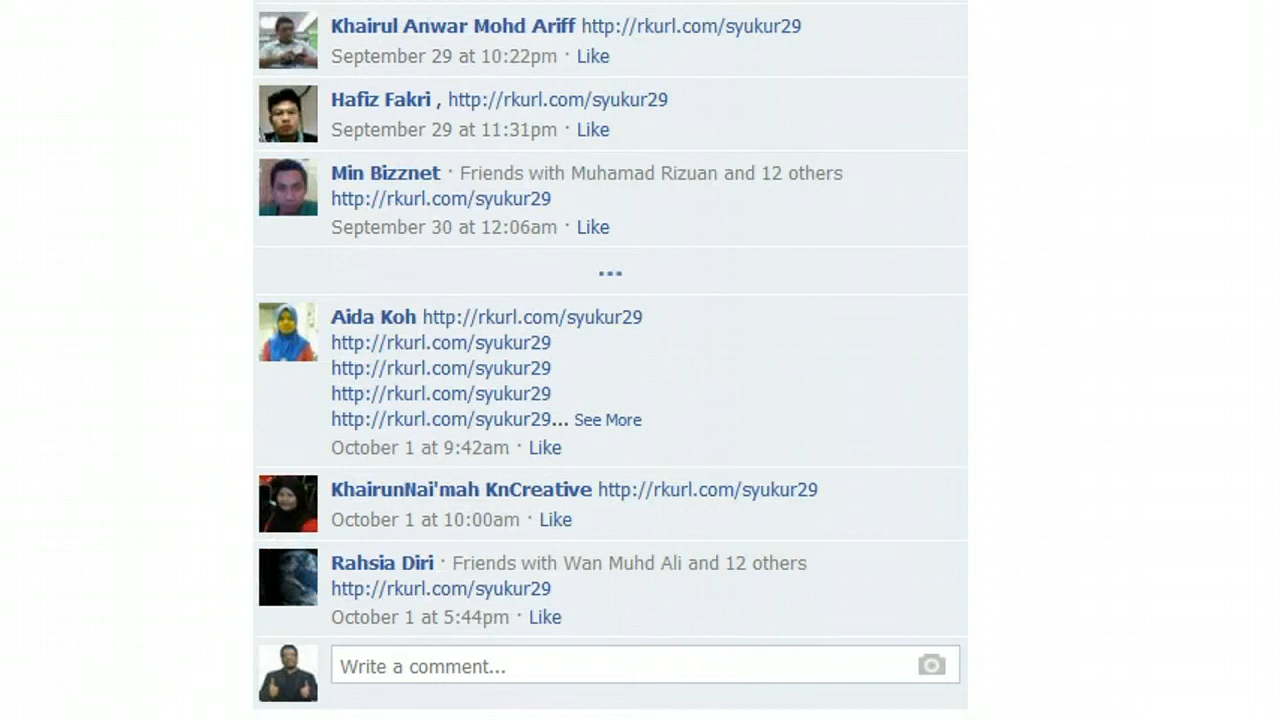 Khairul Anwar Mohd Ariff http://rkurl.com/syukur29
September 29 at 10:22pm · Like
Hafiz Fakri , http://rkurl.com/syukur29
September 29 at 11:31pm · Like
Min Bizznet · Friends with Muhamad Rizuan and 12 others
http://rkurl.com/syukur29
September 30 at 12:06am · Like
...
Aida Koh http://rkurl.com/syukur29
http://rkurl.com/syukur29
http://rkurl.com/syukur29
http://rkurl.com/syukur29
http://rkurl.com/syukur29... See More
October 1 at 9:42am · Like
KhairunNai'mah KnCreative http://rkurl.com/syukur29
October 1 at 10:00am · Like
Rahsia Diri · Friends with Wan Muhd Ali and 12 others
http://rkurl.com/syukur29
October 1 at 5:44pm · Like
Write a comment...